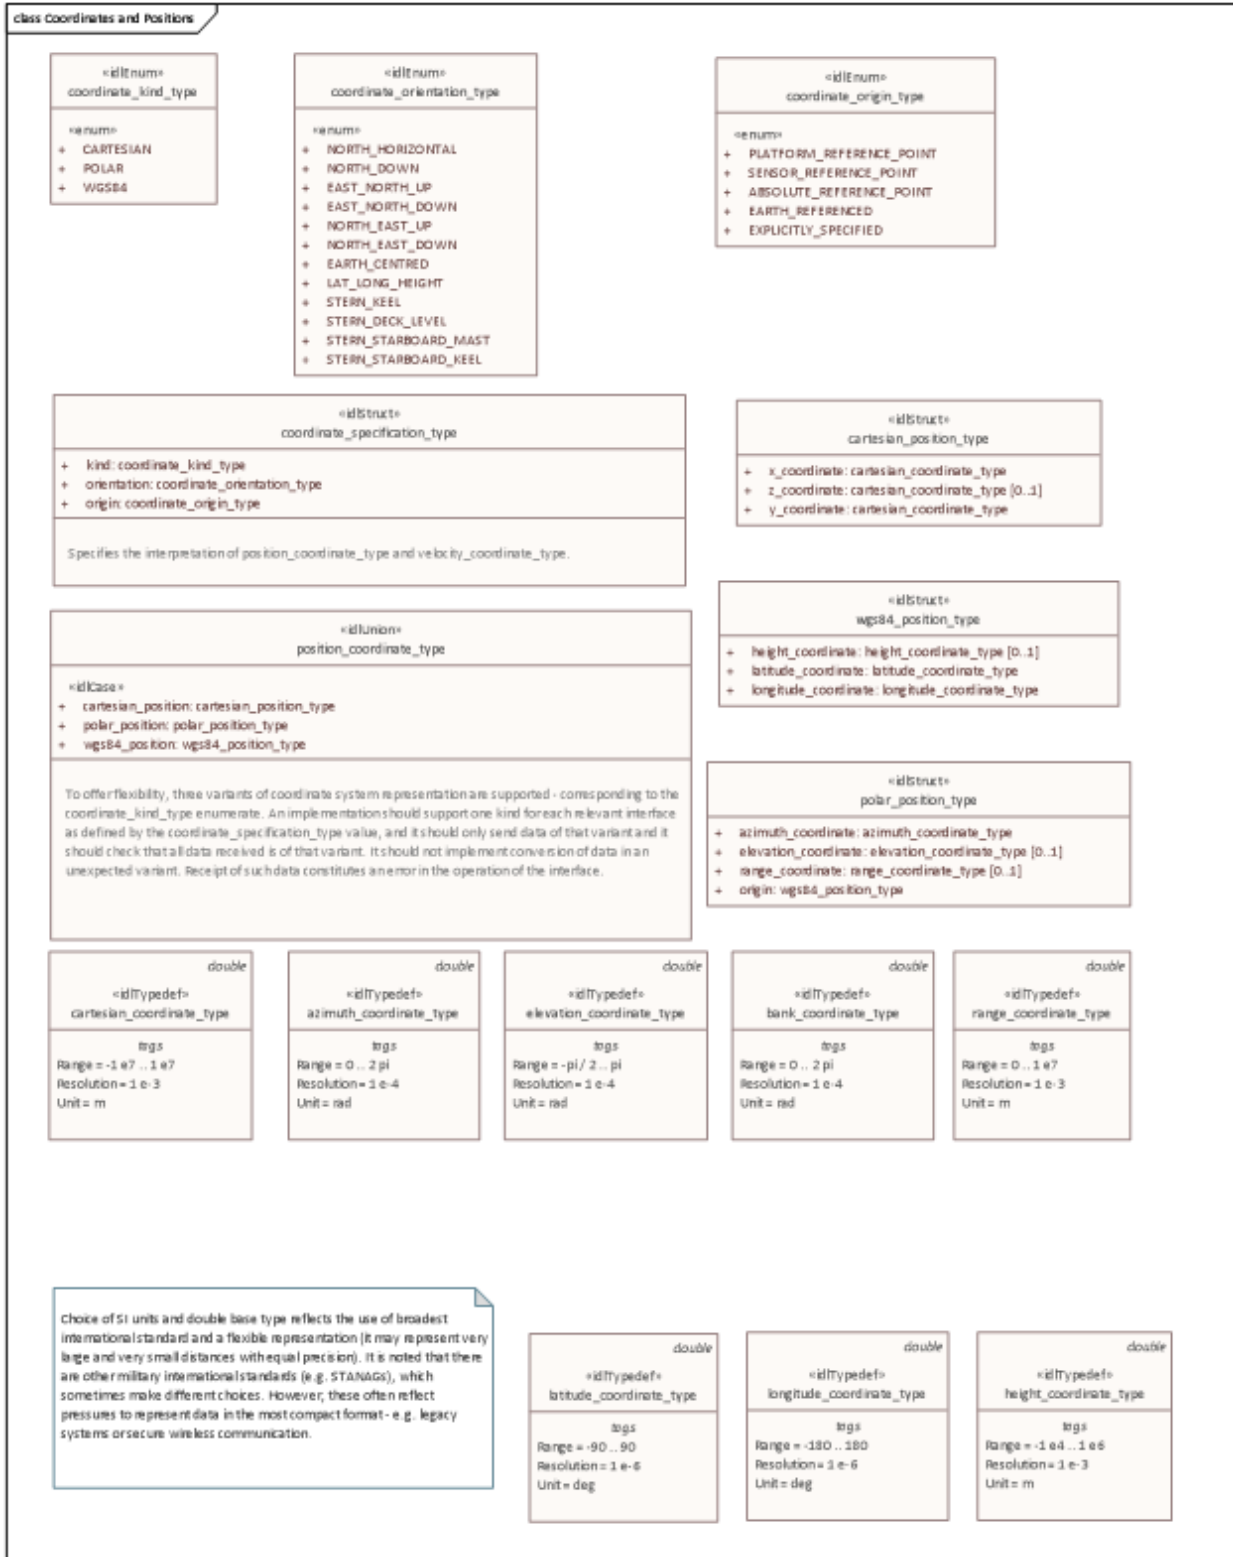 class Coordinates and Positions
«idlEnum»
coordinate_kind_type
«enum»
+ CARTESIAN
+ POLAR
+ WGS84
«idlEnum»
coordinate_orientation_type
«enum»
+ NORTH_HORIZONTAL
+ NORTH_DOWN
+ EAST_NORTH_UP
+ EAST_NORTH_DOWN
+ NORTH_EAST_UP
+ NORTH_EAST_DOWN
+ EARTH_CENTRED
+ LAT_LONG_HEIGHT
+ STERN_KEEL
+ STERN_DECK_LEVEL
+ STERN_STARBOARD_MAST
+ STERN_STARBOARD_KEEL
«idlEnum»
coordinate_origin_type
«enum»
+ PLATFORM_REFERENCE_POINT
+ SENSOR_REFERENCE_POINT
+ ABSOLUTE_REFERENCE_POINT
+ EARTH_REFERENCED
+ EXPLICITLY_SPECIFIED
«idlStruct»
coordinate_specification_type
+ kind: coordinate_kind_type
+ orientation: coordinate_orientation_type
+ origin: coordinate_origin_type
Specifies the interpretation of position_coordinate_type and velocity_coordinate_type.
«idlStruct»
cartesian_position_type
+ x_coordinate: cartesian_coordinate_type
+ z_coordinate: cartesian_coordinate_type [0..1]
+ y_coordinate: cartesian_coordinate_type
«idlUnion»
position_coordinate_type
«idlCase»
+ cartesian_position: cartesian_position_type
+ polar_position: polar_position_type
+ wgs84_position: wgs84_position_type
To offer flexibility, three variants of coordinate system representation are supported - corresponding to the
coordinate_kind_type enumerate. An implementation should support one kind for each relevant interface
as defined by the coordinate_specification_type value, and it should only send data of that variant and it
should check that all data received is of that variant. It should not implement conversion of data in an
unexpected variant. Receipt of such data constitutes an error in the operation of the interface.
«idlStruct»
wgs84_position_type
+ height_coordinate: height_coordinate_type [0..1]
+ latitude_coordinate: latitude_coordinate_type
+ longitude_coordinate: longitude_coordinate_type
«idlStruct»
polar_position_type
+ azimuth_coordinate: azimuth_coordinate_type
+ elevation_coordinate: elevation_coordinate_type [0..1]
+ range_coordinate: range_coordinate_type [0..1]
+ origin: wgs84_position_type
double
«idlTypedef»
cartesian_coordinate_type
tags
Range = -1 e7 .. 1 e7
Resolution = 1 e-3
Unit = m
double
«idlTypedef»
azimuth_coordinate_type
tags
Range = 0 .. 2 pi
Resolution = 1 e-4
Unit = rad
double
«idlTypedef»
elevation_coordinate_type
tags
Range = -pi / 2 .. pi
Resolution = 1 e-4
Unit = rad
double
«idlTypedef»
bank_coordinate_type
tags
Range = 0 .. 2 pi
Resolution = 1 e-4
Unit = rad
double
«idlTypedef»
range_coordinate_type
tags
Range = 0 .. 1 e7
Resolution = 1 e-3
Unit = m
Choice of SI units and double base type reflects the use of broadest
international standard and a flexible representation (it may represent very
large and very small distances with equal precision). It is noted that there
are other military international standards (e.g. STANAGs), which
sometimes make different choices. However, these often reflect
pressures to represent data in the most compact format - e.g. legacy
systems or secure wireless communication.
double
«idlTypedef»
latitude_coordinate_type
tags
Range = -90 .. 90
Resolution = 1 e-6
Unit = deg
double
«idlTypedef»
longitude_coordinate_type
tags
Range = -180 .. 180
Resolution = 1 e-6
Unit = deg
double
«idlTypedef»
height_coordinate_type
tags
Range = -1 e4 .. 1 e6
Resolution = 1 e-3
Unit = m